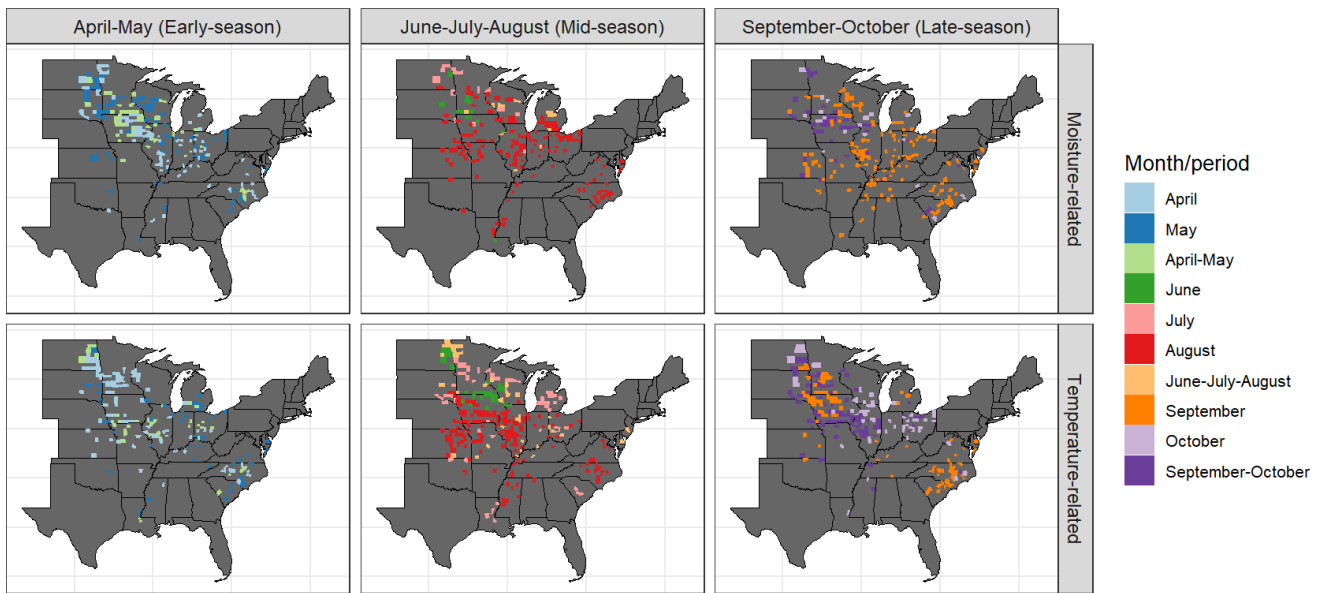 April-May (Early-season)
June-July-August (Mid-season)
September-October (Late-season)
Moisture-related
Temperature-related
Month/period
April
May
April-May
June
July
August
June-July-August
September
October
September-October